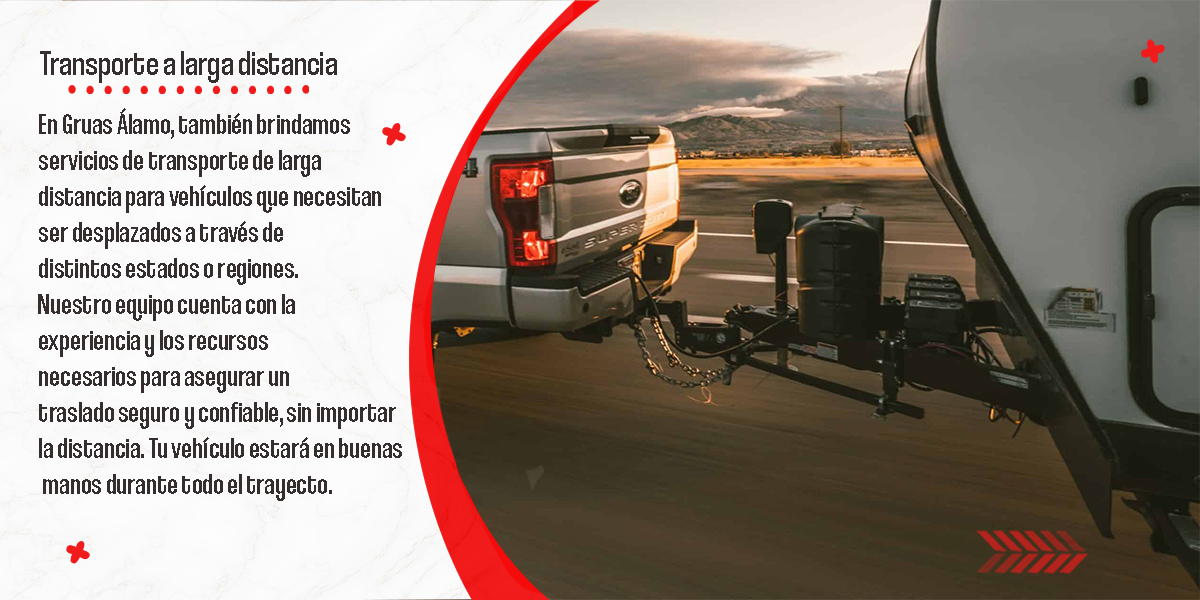 Transporte a larga distancia
En Gruas Álamo, también brindamos
servicios de transporte de larga
distancia para vehículos que necesitan
ser desplazados a través de
distintos estados o regiones.
Nuestro equipo cuenta con la
experiencia y los recursos
necesarios para asegurar un
traslado seguro y confiable, sin importar
la distancia. Tu vehículo estará en buenas
manos durante todo el trayecto.
Ford
SUPER